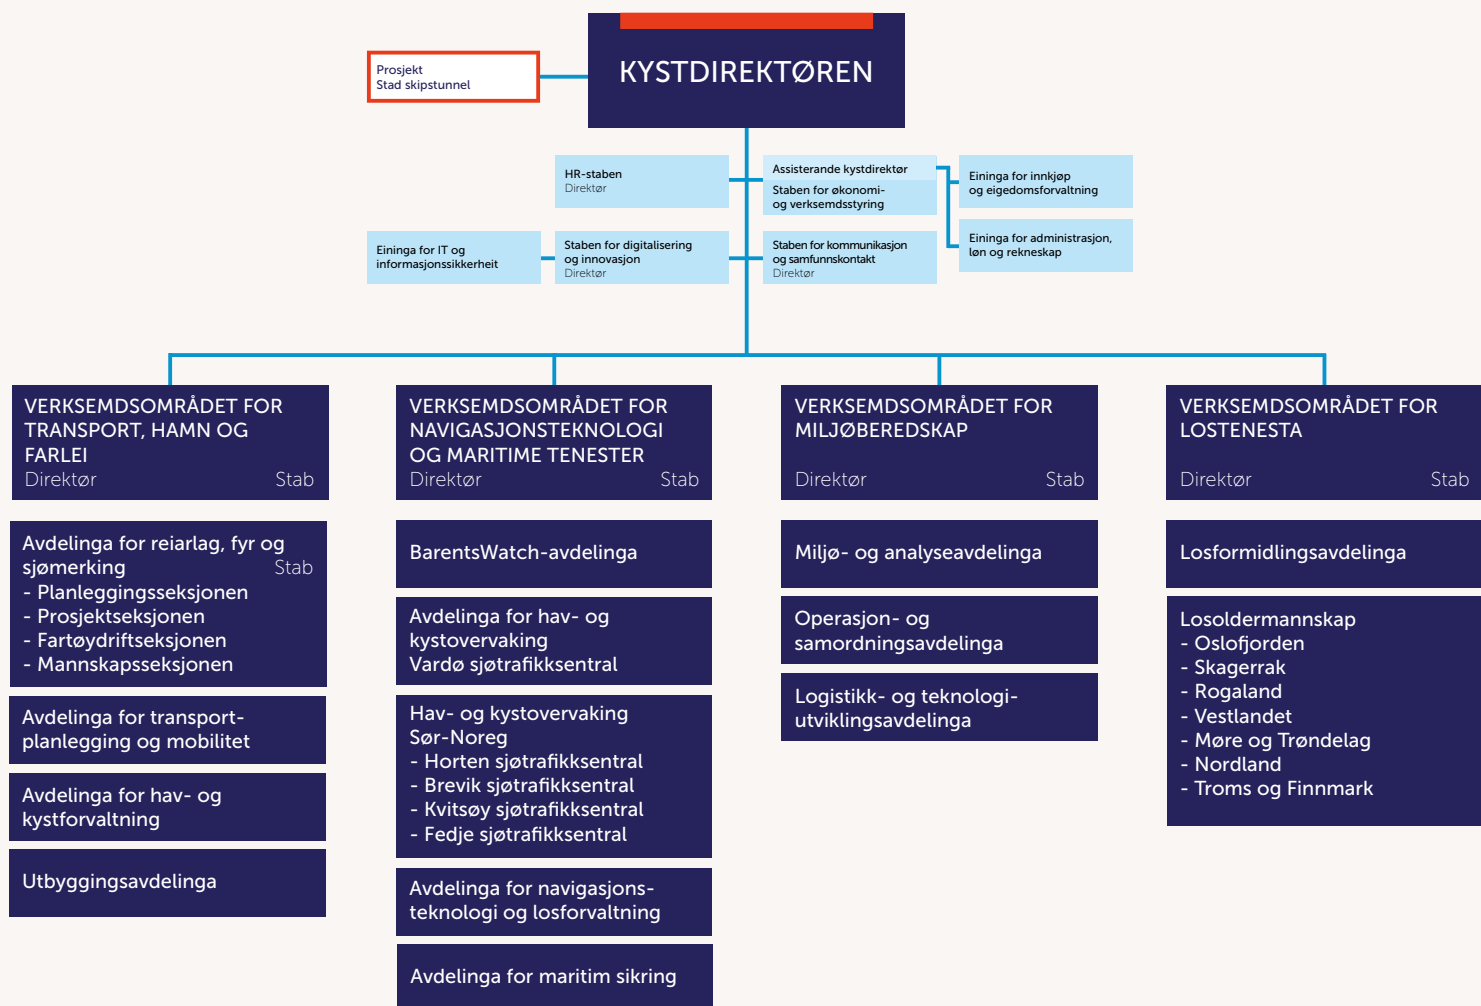 KYSTDIREKTØREN
Prosjekt
Stad skipstunnel
HR-staben
Direktør
Assisterande kystdirektør
Staben for økonomi-
og verksemdsstyring
Eininga for innkjøp
og eigedomsforvaltning
Eininga for administrasjon,
løn og rekneskap
Eininga for IT og
informasjonssikkerheit
Staben for digitalisering
og innovasjon
Direktør
Staben for kommunikasjon
og samfunnskontakt
Direktør
VERKSEMDSOMRÅDET FOR
TRANSPORT, HAMN OG
FARLEI
Direktør Stab
Avdelinga for reiarlag, fyr og
sjømerking Stab
- Planleggingsseksjonen
- Prosjektseksjonen
- Fartøydriftseksjonen
- Mannskapsseksjonen
Avdelinga for transport-
planlegging og mobilitet
Avdelinga for hav- og
kystforvaltning
Utbyggingsavdelinga
VERKSEMDSOMRÅDET FOR
NAVIGASJONSTEKNOLOGI
OG MARITIME TENESTER
Direktør Stab
BarentsWatch-avdelinga
Avdelinga for hav- og
kystovervaking
Vardø sjøtrafikksentral
Hav- og kystovervaking
Sør-Noreg
- Horten sjøtrafikksentral
- Brevik sjøtrafikksentral
- Kvitsøy sjøtrafikksentral
- Fedje sjøtrafikksentral
Avdelinga for navigasjons-
teknologi og losforvaltning
Avdelinga for maritim sikring
VERKSEMDSOMRÅDET FOR
MILJØBEREDSKAP
Direktør Stab
Miljø- og analyseavdelinga
Operasjon- og
samordningsavdelinga
Logistikk- og teknologi-
utviklingsavdelinga
VERKSEMDSOMRÅDET FOR
LOSTENESTA
Direktør Stab
Losformidlingsavdelinga
Losoldermannskap
- Oslofjorden
- Skagerrak
- Rogaland
- Vestlandet
- Møre og Trøndelag
- Nordland
- Troms og Finnmark